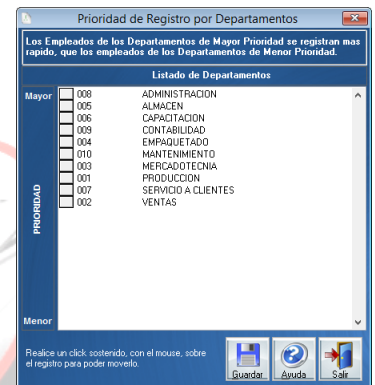 Prioridad de Registro por Departamentos
Los Empleados de los Departamentos de Mayor Prioridad se registran mas
rapido, que los empleados de los Departamentos de Menor Prioridad.
Listado de Departamentos
Mayor
008 ADMINISTRACION
005 ALMACEN
006 CAPACITACION
009 CONTABILIDAD
004 EMPAQUETADO
010 MANTENIMIENTO
003 MERCADOTECNIA
001 PRODUCCION
007 SERVICIO A CLIENTES
002 VENTAS
PRIORIDAD
Menor
Realice un click sostenido, con el mouse, sobre
el registro para poder moverlo.
Guardar
Ayuda
Salir